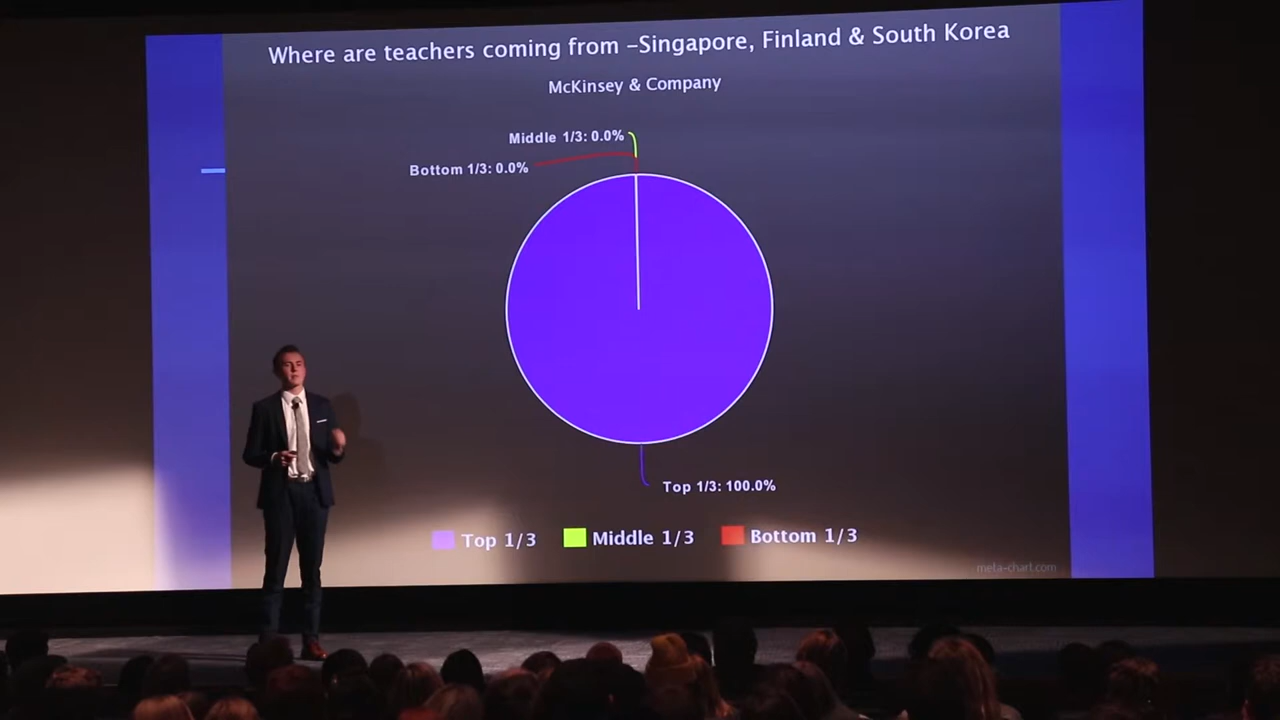 Where are teachers coming from –Singapore, Finland & South Korea
McKinsey & Company
Middle 1/3: 0.0%
Bottom 1/3: 0.0%
Top 1/3: 100.0%
Top 1/3 Middle 1/3 Bottom 1/3
meta-chart.com